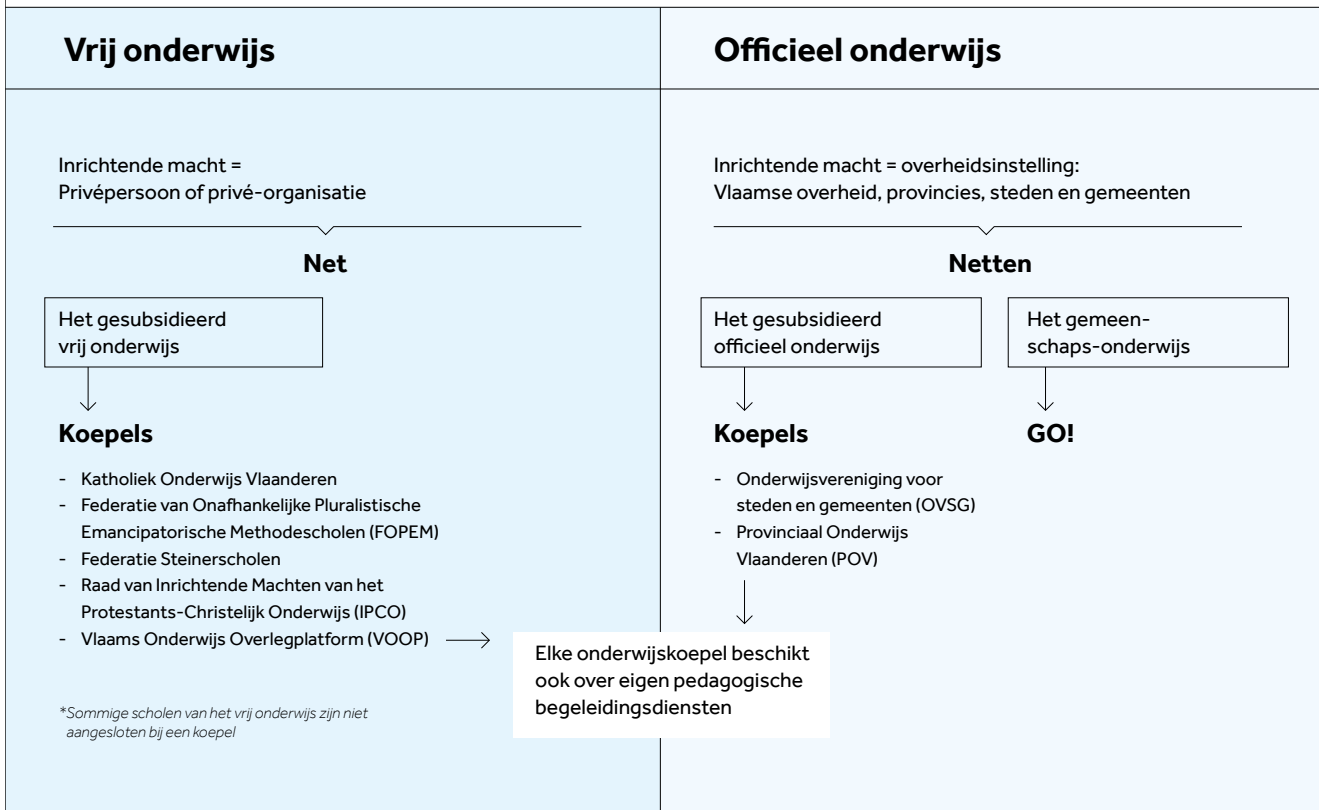 Vrij onderwijs
Inrichtende macht =
Privépersoon of privé-organisatie
Net
Het gesubsidieerd
vrij onderwijs
Koepels
- Katholiek Onderwijs Vlaanderen
- Federatie van Onafhankelijke Pluralistische
Emancipatorische Methodescholen (FOPEM)
- Federatie Steinerscholen
- Raad van Inrichtende Machten van het
Protestants-Christelijk Onderwijs (IPCO)
- Vlaams Onderwijs Overlegplatform (VOOP)
*Sommige scholen van het vrij onderwijs zijn niet
aangesloten bij een koepel
Officieel onderwijs
Inrichtende macht = overheidsinstelling:
Vlaamse overheid, provincies, steden en gemeenten
Netten
Het gesubsidieerd
officieel onderwijs
Koepels
- Onderwijsvereniging voor
steden en gemeenten (OVSG)
- Provinciaal Onderwijs
Vlaanderen (POV)
Het gemeen-
schaps-onderwijs
GO!
Elke onderwijskoepel beschikt
ook over eigen pedagogische
begeleidingsdiensten